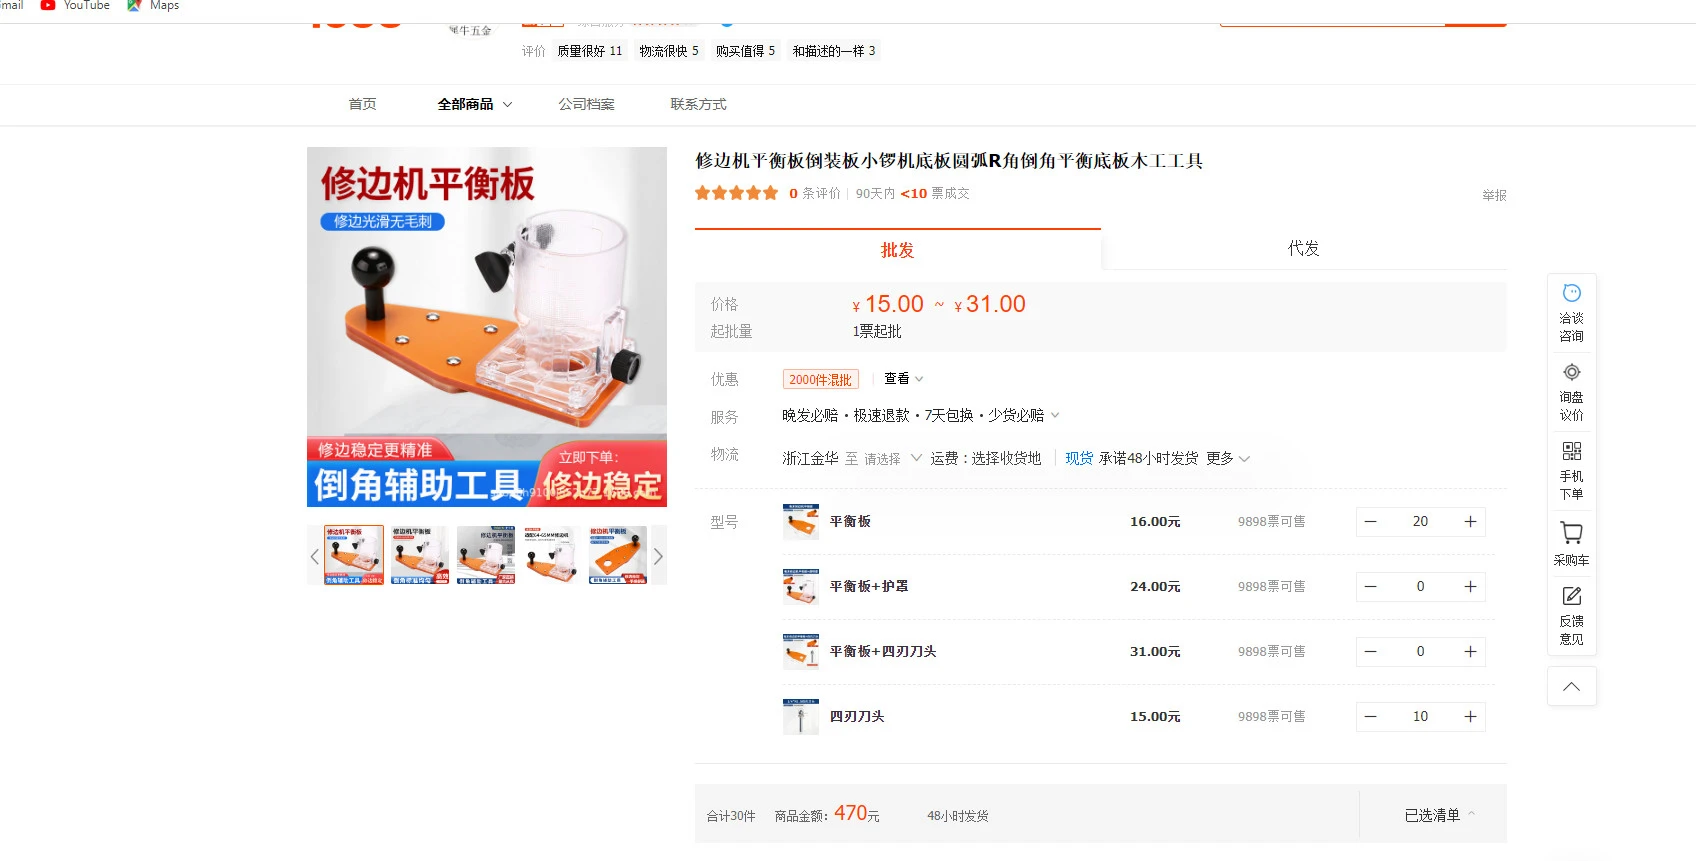 mail YouTube Maps
犀牛五金
评价 质量很好 11 物流很快 5 购买值得 5 和描述的一样 3
首页 全部商品 公司档案 联系方式
修边机平衡板
修边光滑无毛刺
修边稳定更精准
立即下单:
倒角辅助工具 修边稳定
修边机平衡板倒装板小锣机底板圆弧R角倒角平衡底板木工工具
0 条评价 90天内 <10 票成交
举报
批发 代发
价格 ¥ 15.00 ~ ¥ 31.00
起批量 1票起批
优惠 2000件混批 查看
服务 晚发必赔·极速退款·7天包换·少货必赔
物流 浙江金华 至 请选择 运费:选择收货地 现货 承诺48小时发货 更多
型号 平衡板 16.00元 9898票可售 — 20 +
平衡板+护罩 24.00元 9898票可售 — 0 +
平衡板+四刃刀头 31.00元 9898票可售 — 0 +
四刃刀头 15.00元 9898票可售 — 10 +
合计30件 商品金额: 470元 48小时发货 已选清单
洽谈
咨询
询盘
议价
手机
下单
采购车
反馈
意见